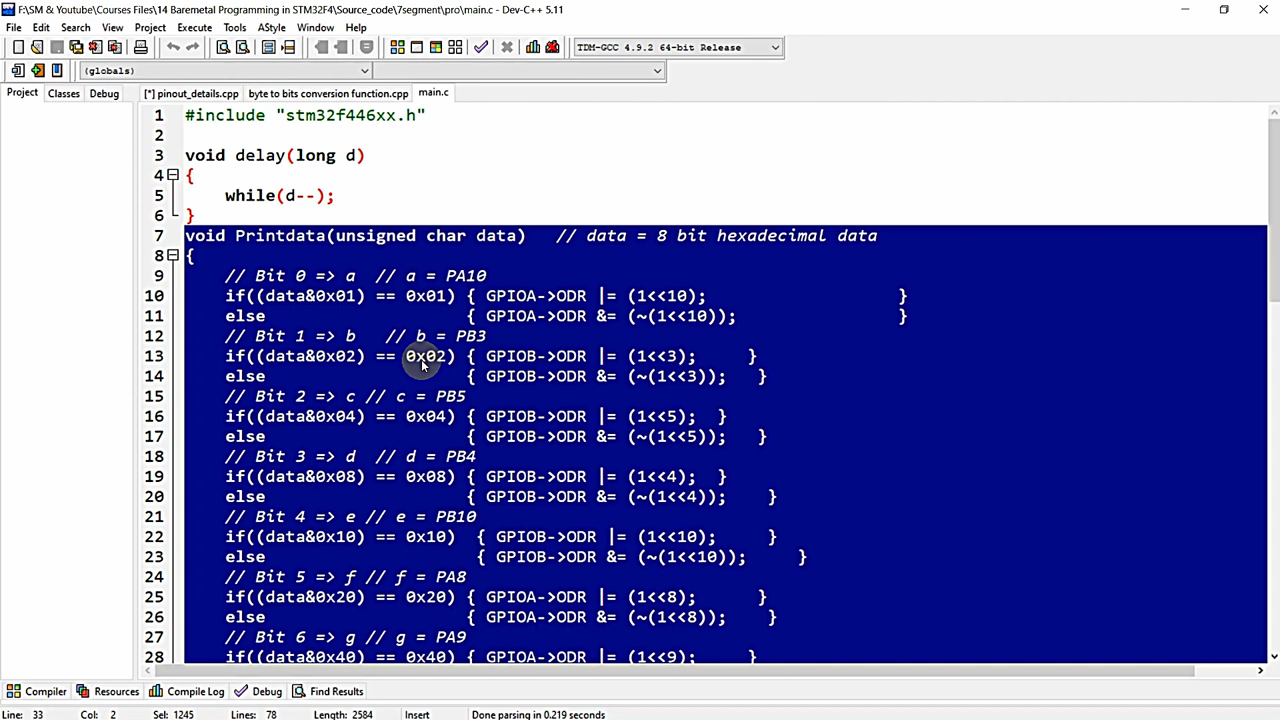 F:\SM & Youtube\Courses Files\14 Baremetal Programming in STM32F4\Source_code\7segment\pro\main.c - Dev-C++ 5.11
File Edit Search View Project Execute Tools AStyle Window Help
TDM-GCC 4.9.2 64-bit Release
(globals)
Project Classes Debug [*] pinout_details.cpp byte to bits conversion function.cpp main.c
1 #include "stm32f446xx.h"
2
3 void delay(long d)
4 {
5 while(d--);
6 }
7 void Printdata(unsigned char data) // data = 8 bit hexadecimal data
8 {
9 // Bit 0 => a // a = PA10
10 if((data&0x01) == 0x01) { GPIOA->ODR |= (1<<10); }
11 else { GPIOA->ODR &= (~(1<<10)); }
12 // Bit 1 => b // b = PB3
13 if((data&0x02) == 0x02) { GPIOB->ODR |= (1<<3); }
14 else { GPIOB->ODR &= (~(1<<3)); }
15 // Bit 2 => c // c = PB5
16 if((data&0x04) == 0x04) { GPIOB->ODR |= (1<<5); }
17 else { GPIOB->ODR &= (~(1<<5)); }
18 // Bit 3 => d // d = PB4
19 if((data&0x08) == 0x08) { GPIOB->ODR |= (1<<4); }
20 else { GPIOB->ODR &= (~(1<<4)); }
21 // Bit 4 => e // e = PB10
22 if((data&0x10) == 0x10) { GPIOB->ODR |= (1<<10); }
23 else { GPIOB->ODR &= (~(1<<10)); }
24 // Bit 5 => f // f = PA8
25 if((data&0x20) == 0x20) { GPIOA->ODR |= (1<<8); }
26 else { GPIOA->ODR &= (~(1<<8)); }
27 // Bit 6 => g // g = PA9
28 if((data&0x40) == 0x40) { GPIOA->ODR |= (1<<9); }
Compiler Resources Compile Log Debug Find Results
Line: 33 Col: 2 Sel: 1245 Lines: 78 Length: 2584 Insert Done parsing in 0.219 seconds